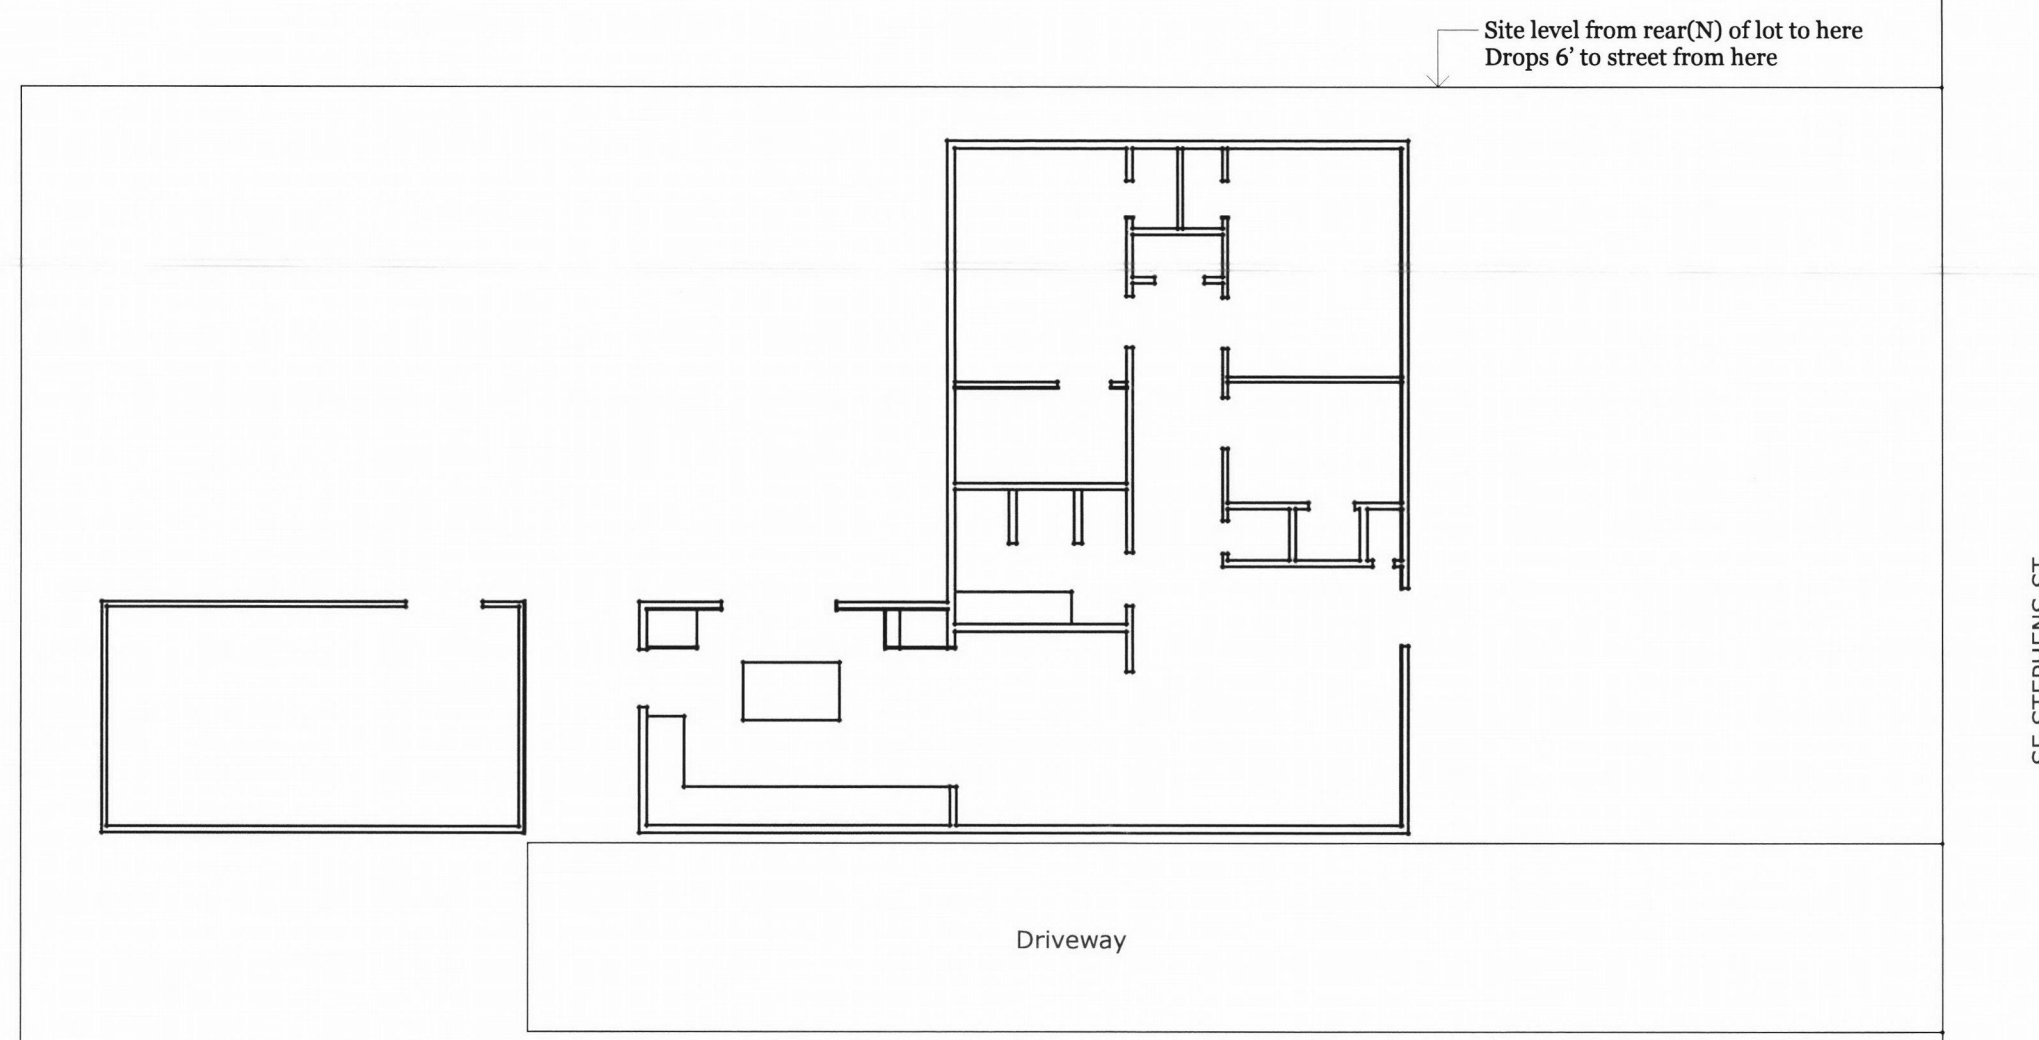 Site level from rear(N) of lot to here
Drops 6’ to street from here
Driveway